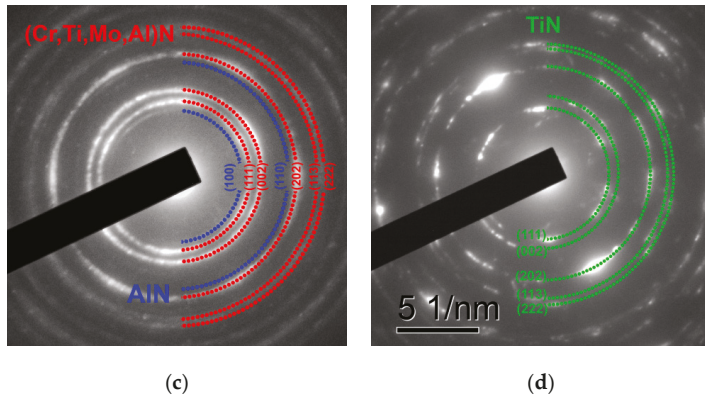 (Cr,Ti,Mo,Al)N
(100)
(111)
(002)
(110)
(202)
(113)
(222)
AlN
(c)
TiN
(111)
(002)
(202)
(113)
(222)
5 1/nm
(d)